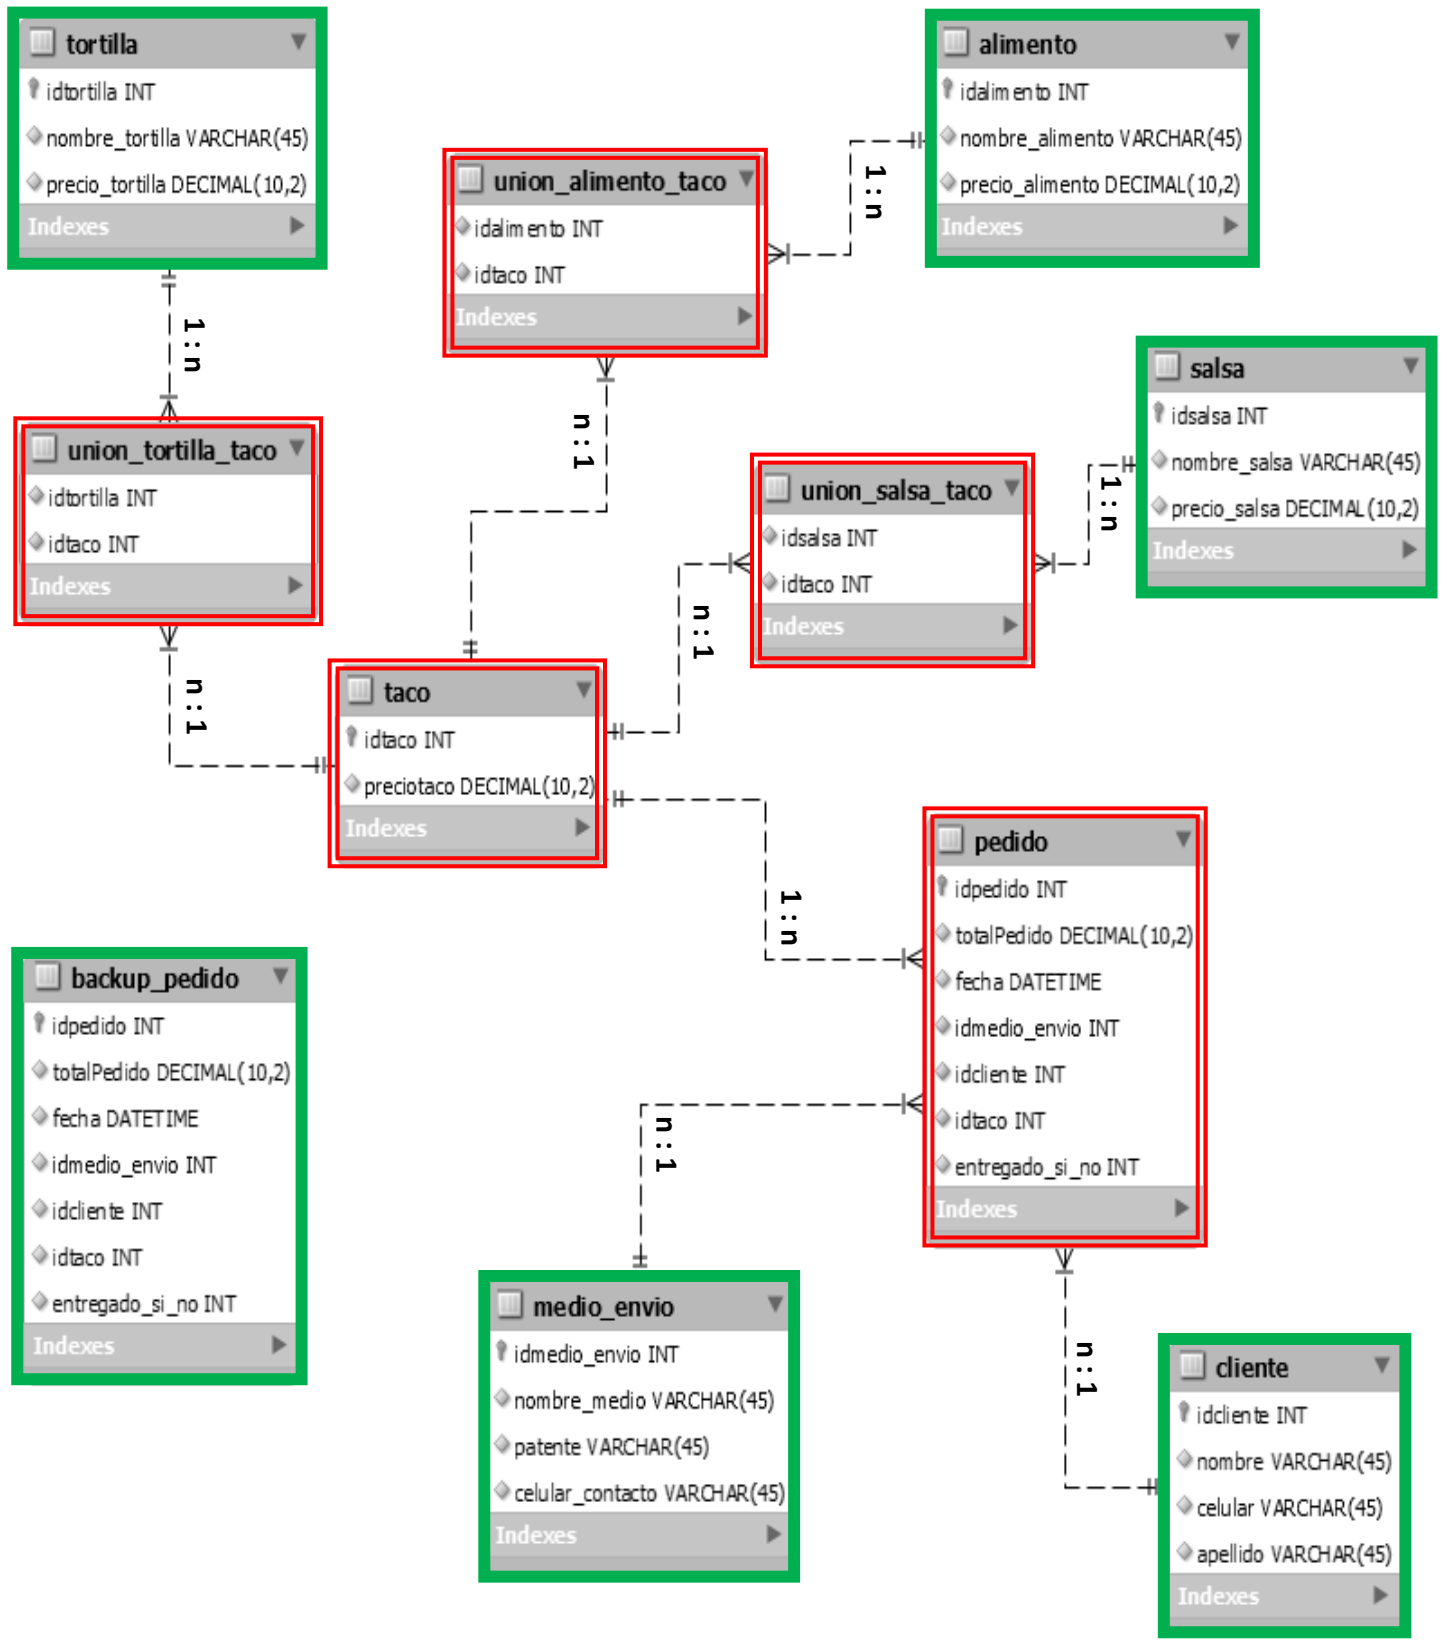 tortilla
idtortilla INT
nombre_tortilla VARCHAR(45)
precio_tortilla DECIMAL(10,2)
Indexes
alimento
idalimento INT
nombre_alimento VARCHAR(45)
precio_alimento DECIMAL(10,2)
Indexes
union_alimento_taco
idalimento INT
idtaco INT
Indexes
1:n
1:n
n:1
salsa
idsalsa INT
nombre_salsa VARCHAR(45)
precio_salsa DECIMAL(10,2)
Indexes
union_tortilla_taco
idtortilla INT
idtaco INT
Indexes
union_salsa_taco
idsalsa INT
idtaco INT
Indexes
1:n
n:1
n:1
taco
idtaco INT
preciotaco DECIMAL(10,2)
Indexes
1:n
pedido
idpedido INT
totalPedido DECIMAL(10,2)
fecha DATETIME
idmedio_envio INT
idcliente INT
idtaco INT
entregado_si_no INT
Indexes
backup_pedido
idpedido INT
totalPedido DECIMAL(10,2)
fecha DATETIME
idmedio_envio INT
idcliente INT
idtaco INT
entregado_si_no INT
Indexes
n:1
medio_envio
idmedio_envio INT
nombre_medio VARCHAR(45)
patente VARCHAR(45)
celular_contacto VARCHAR(45)
Indexes
n:1
cliente
idcliente INT
nombre VARCHAR(45)
celular VARCHAR(45)
apellido VARCHAR(45)
Indexes